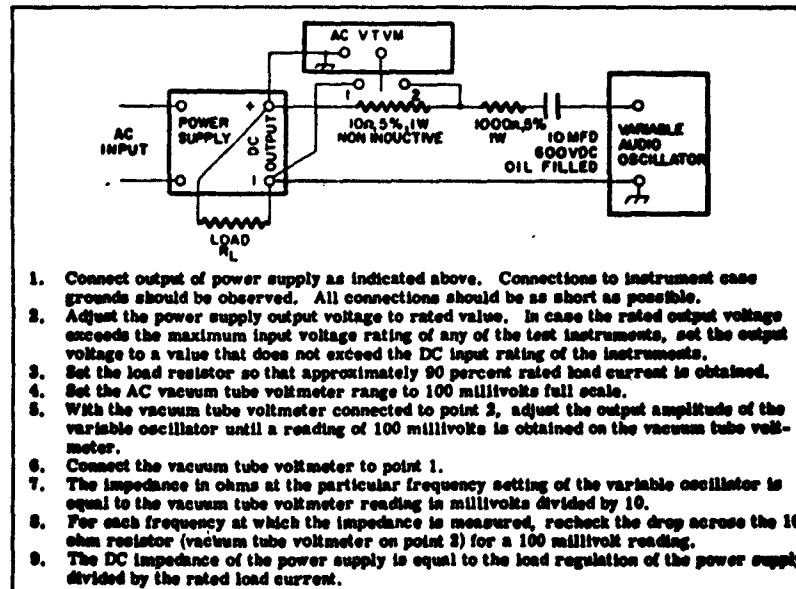 AC VTVM
1
2
AC
INPUT
POWER
SUPPLY
+
-
DC
OUTPUT
10Ω, 5%, 1W
NON INUCTIVE
1000Ω, 5%
1W
10 MFD
600 VDC
OIL FILLED
VARIABLE
AUDIO
OSCILLATOR
LOAD
RL
1. Connect output of power supply as indicated above. Connections to instrument case
grounds should be observed. All connections should be as short as possible.
2. Adjust the power supply output voltage to rated value. In case the rated output voltage
exceeds the maximum input voltage rating of any of the test instruments, set the output
voltage to a value that does not exceed the DC input rating of the instruments.
3. Set the load resistor so that approximately 90 percent rated load current is obtained.
4. Set the AC vacuum tube voltmeter range to 100 millivolts full scale.
5. With the vacuum tube voltmeter connected to point 2, adjust the output amplitude of the
variable oscillator until a reading of 100 millivolts is obtained on the vacuum tube volt-
meter.
6. Connect the vacuum tube voltmeter to point 1.
7. The impedance in ohms at the particular frequency setting of the variable oscillator is
equal to the vacuum tube voltmeter reading in millivolts divided by 10.
8. For each frequency at which the impedance is measured, recheck the drop across the 10
ohm resistor (vacuum tube voltmeter on point 2) for a 100 millivolt reading.
9. The DC impedance of the power supply is equal to the load regulation of the power supply
divided by the rated load current.